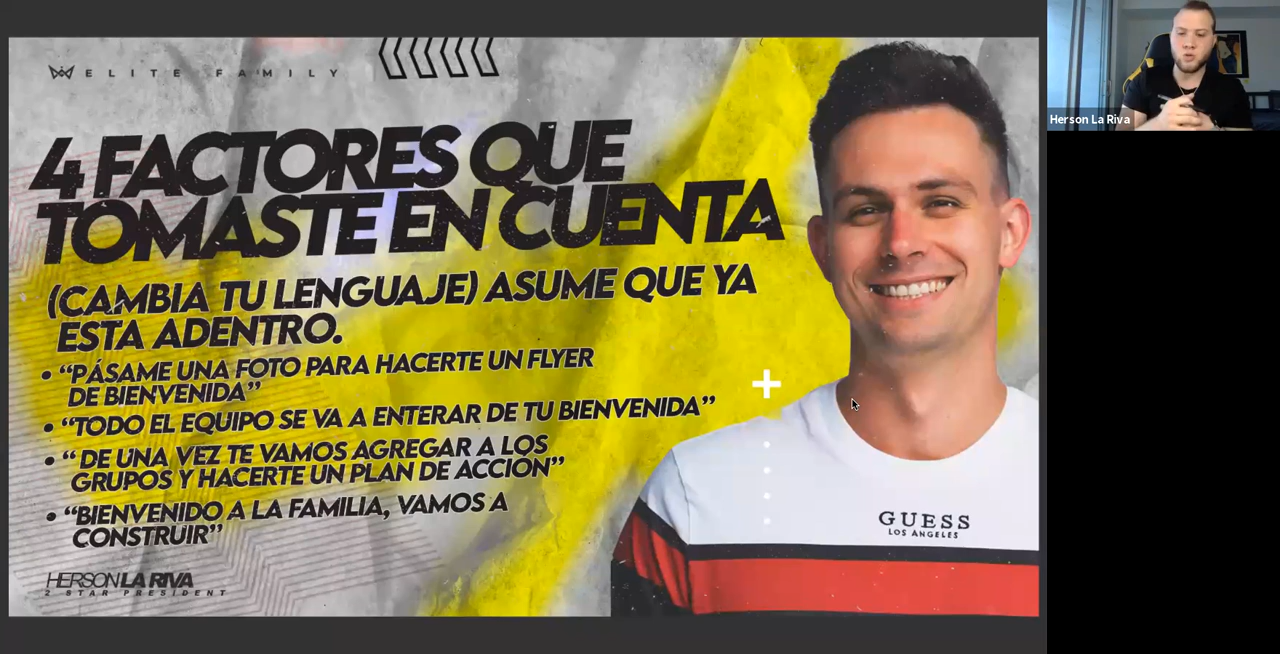 ELITE FAMILY
4 FACTORES QUE
TOMASTE EN CUENTA
(CAMBIA TU LENGUAJE) ASUME QUE YA
ESTA ADENTRO.
• “PÁSAME UNA FOTO PARA HACERTE UN FLYER
DE BIENVENIDA”
• “TODO EL EQUIPO SE VA A ENTERAR DE TU BIENVENIDA”
• “ DE UNA VEZ TE VAMOS AGREGAR A LOS
GRUPOS Y HACERTE UN PLAN DE ACCIÓN”
• “BIENVENIDO A LA FAMILIA, VAMOS A
CONSTRUIR”
HERSON LA RIVA
2 STAR PRESIDENT
GUESS
LOS ANGELES
Herson La Riva